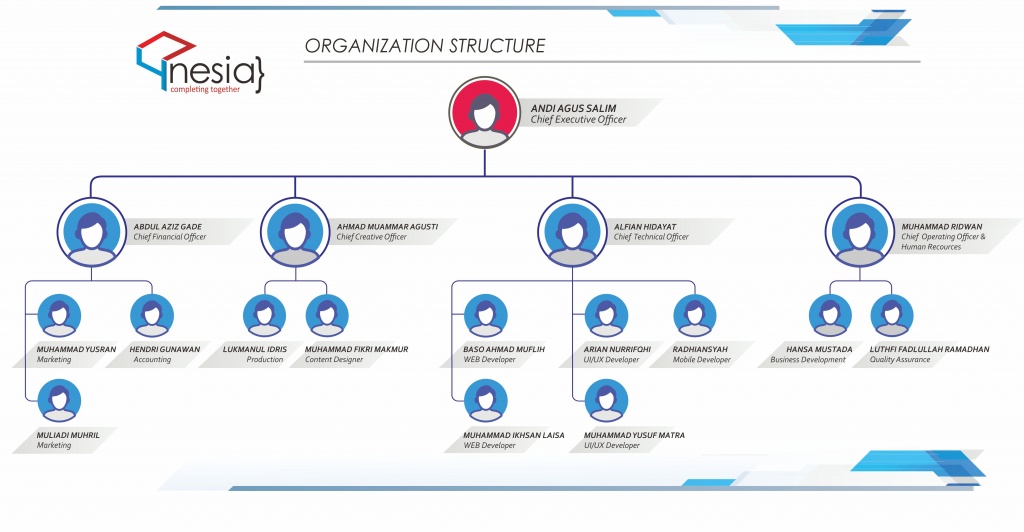 nesia}
completing together
ORGANIZATION STRUCTURE
ANDI AGUS SALIM
Chief Executive Officer
ABDUL AZIZ GADE
Chief Financial Officer
AHMAD MUAMMAR AGUSTI
Chief Creative Officer
ALFIAN HIDAYAT
Chief Technical Officer
MUHAMMAD RIDWAN
Chief Operating Officer &
Human Recources
MUHAMMAD YUSRAN
Marketing
HENDRI GUNAWAN
Accounting
LUKMANUL IDRIS
Production
MUHAMMAD FIKRI MAKMUR
Content Designer
BASO AHMAD MUFLIH
WEB Developer
ARIAN NURRIFQHI
UI/UX Developer
RADHIANSYAH
Mobile Developer
HANSA MUSTADA
Business Development
LUTHFI FADLULLAH RAMADHAN
Quality Assurance
MULIADI MUHRIL
Marketing
MUHAMMAD IKHSAN LAISA
WEB Developer
MUHAMMAD YUSUF MATRA
UI/UX Developer